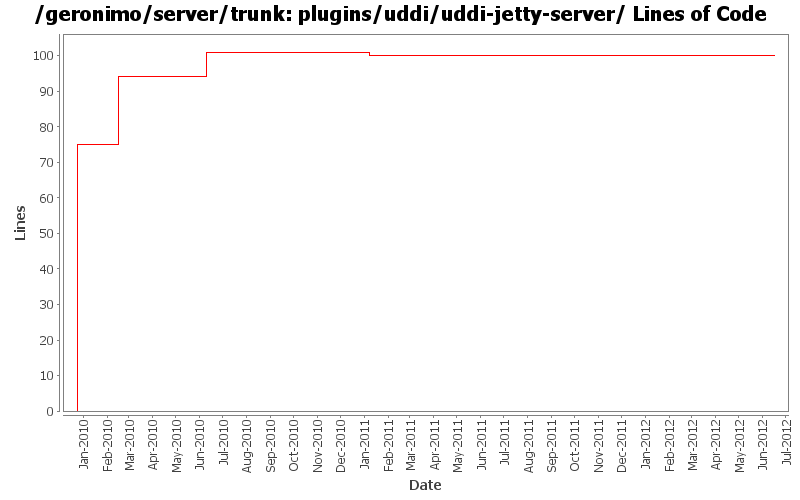 /geronimo/server/trunk: plugins/uddi/uddi-jetty-server/ Lines of Code
100
90
80
70
60
50
40
30
20
10
0
Lines
Jan-2010
Feb-2010
Mar-2010
Apr-2010
May-2010
Jun-2010
Jul-2010
Aug-2010
Sep-2010
Oct-2010
Nov-2010
Dec-2010
Jan-2011
Feb-2011
Mar-2011
Apr-2011
May-2011
Jun-2011
Jul-2011
Aug-2011
Sep-2011
Oct-2011
Nov-2011
Dec-2011
Jan-2012
Feb-2012
Mar-2012
Apr-2012
May-2012
Jun-2012
Jul-2012
Date